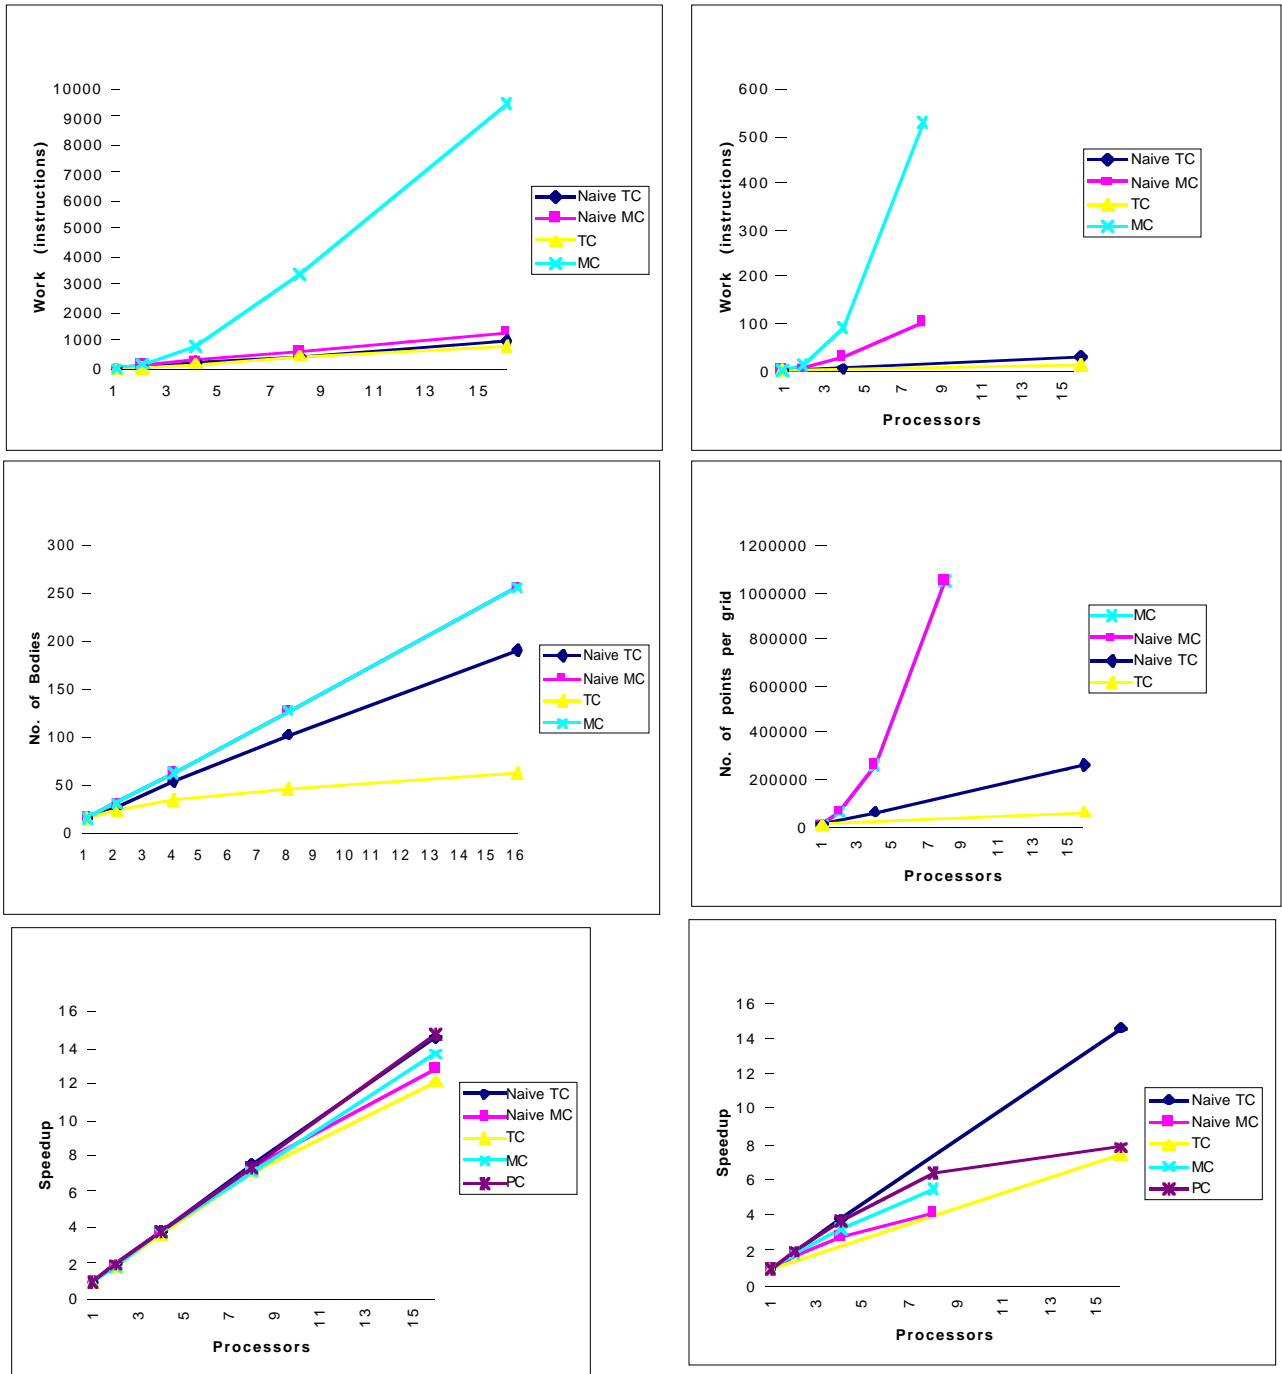 10000
9000
8000
7000
6000
5000
4000
3000
2000
1000
0
Work (instructions)
1 3 5 7 9 11 13 15
Naive TC
Naive MC
TC
MC
600
500
400
300
200
100
0
Work (instructions)
1 3 5 7 9 11 13 15
Processors
Naive TC
Naive MC
TC
MC
300
250
200
150
100
50
0
No. of Bodies
1 2 3 4 5 6 7 8 9 10 11 12 13 14 15 16
Naive TC
Naive MC
TC
MC
1200000
1000000
800000
600000
400000
200000
0
No. of points per grid
1 3 5 7 9 11 13 15
Processors
MC
Naive MC
Naive TC
TC
16
14
12
10
8
6
4
2
0
Speedup
1 3 5 7 9 11 13 15
Processors
Naive TC
Naive MC
TC
MC
PC
16
14
12
10
8
6
4
2
0
Speedup
1 3 5 7 9 11 13 15
Processors
Naive TC
Naive MC
TC
MC
PC